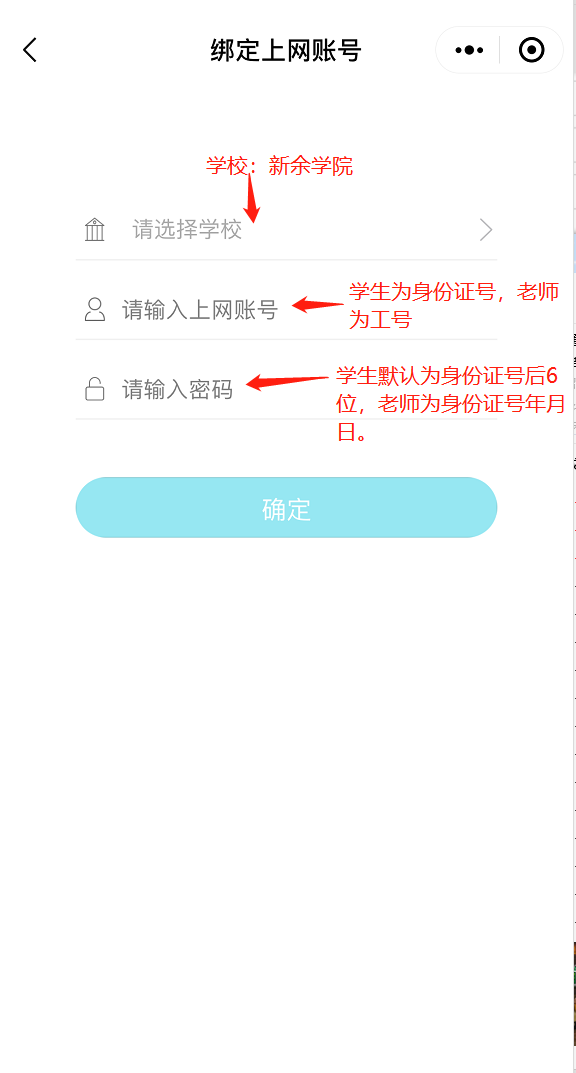 绑定上网账号
学校：新余学院
请选择学校
学生为身份证号，老师
为工号
请输入上网账号
学生默认为身份证号后6
位，老师为身份证号年月
日。
请输入密码
确定